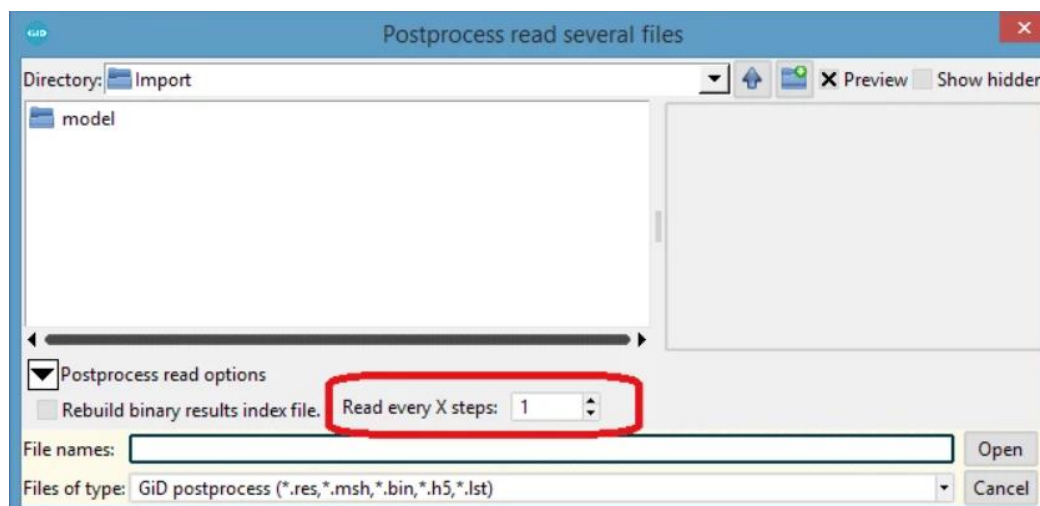 GiD
Postprocess read several files
Directory: Import
Preview
Show hidden
model
Postprocess read options
Rebuild binary results index file.
Read every X steps: 1
File names:
Open
Files of type: GiD postprocess (*.res,*.msh,*.bin,*.h5,*.lst)
Cancel